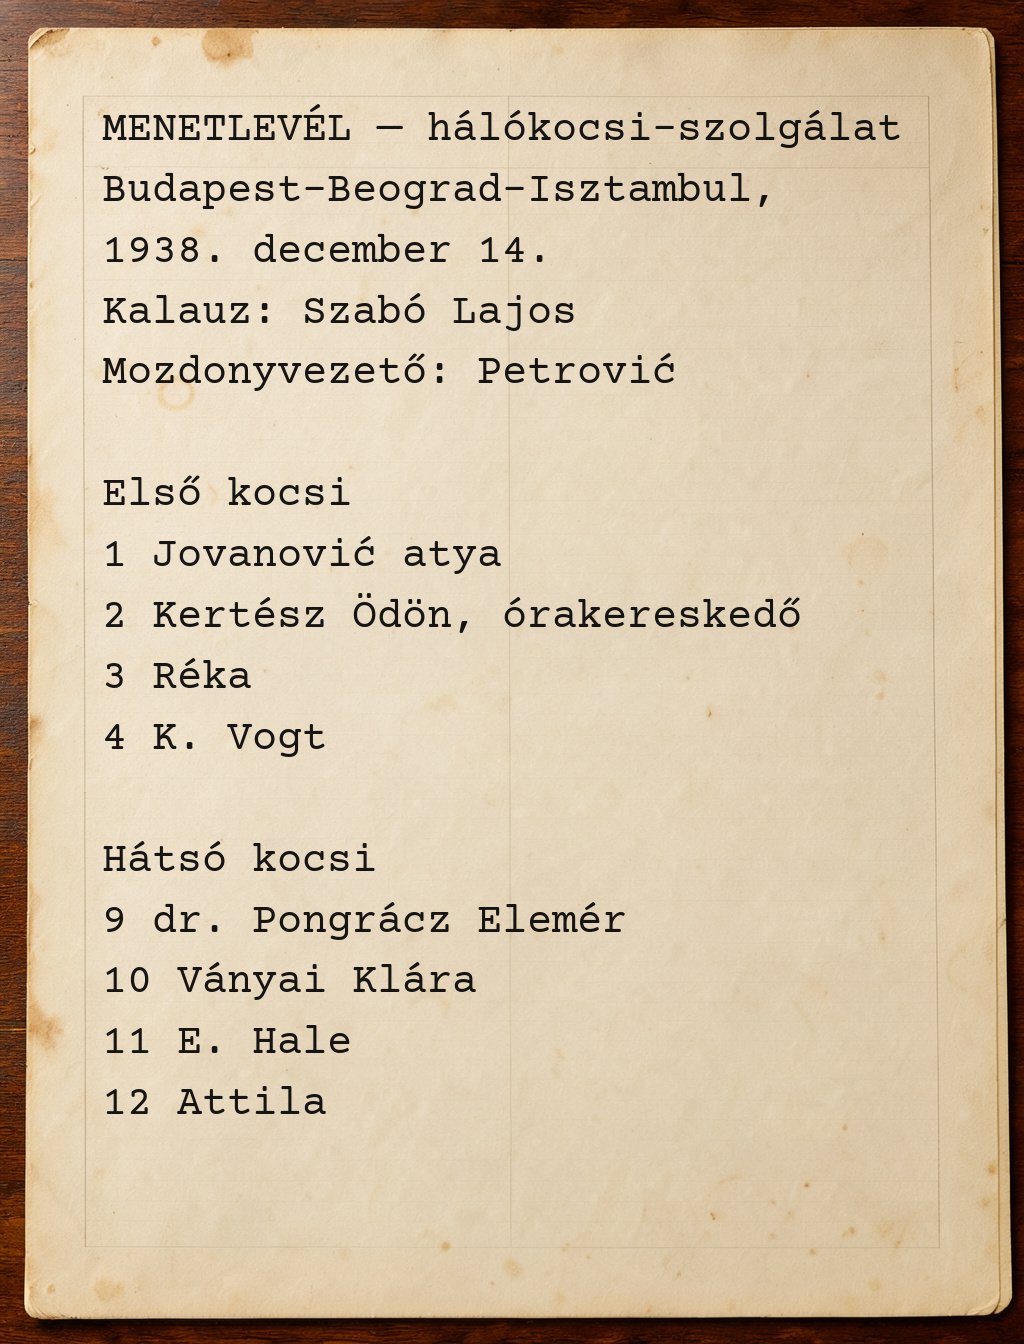 MENETLEVÉL — hálókocsi-szolgálat
Budapest-Beograd-Isztambul,
1938. december 14.
Kalauz: Szabó Lajos
Mozdonyvezető: Petrović
Első kocsi
1 Jovanović atya
2 Kertész Ödön, órakereskedő
3 Réka
4 K. Vogt
Hátsó kocsi
9 dr. Pongrácz Elemér
10 Ványai Klára
11 E. Hale
12 Attila